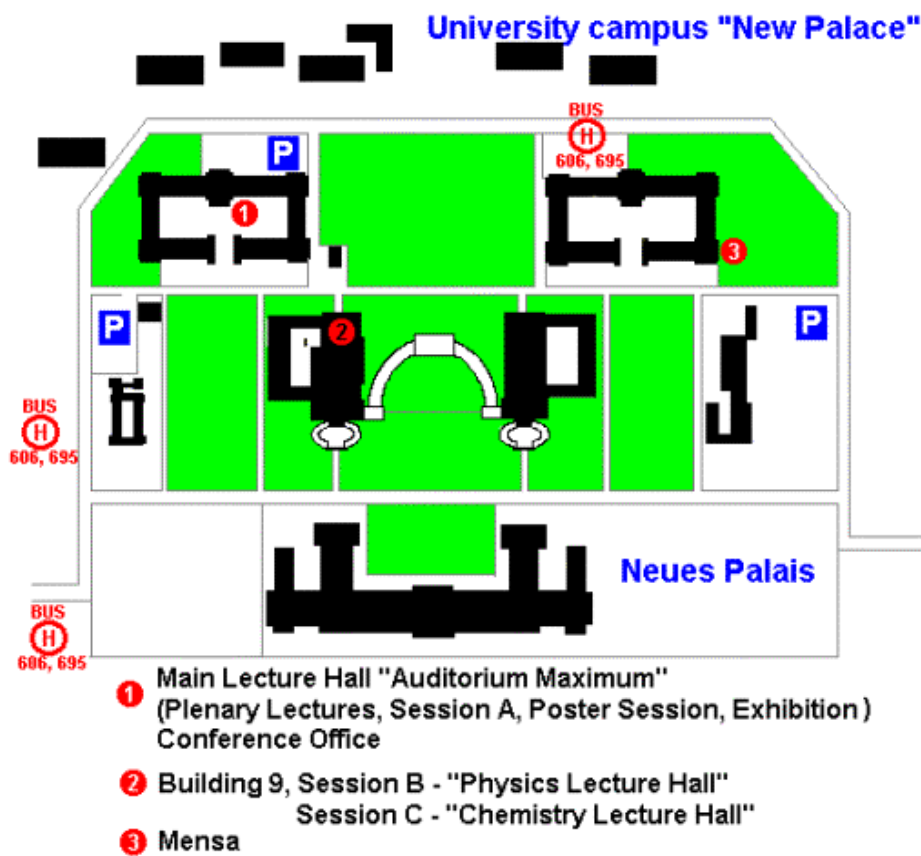 University campus "New Palace"
BUS
H
606, 695
P
1
3
P
2
P
BUS
H
606, 695
Neues Palais
BUS
H
606, 695
1 Main Lecture Hall "Auditorium Maximum"
(Plenary Lectures, Session A, Poster Session, Exhibition)
Conference Office
2 Building 9, Session B - "Physics Lecture Hall"
Session C - "Chemistry Lecture Hall"
3 Mensa